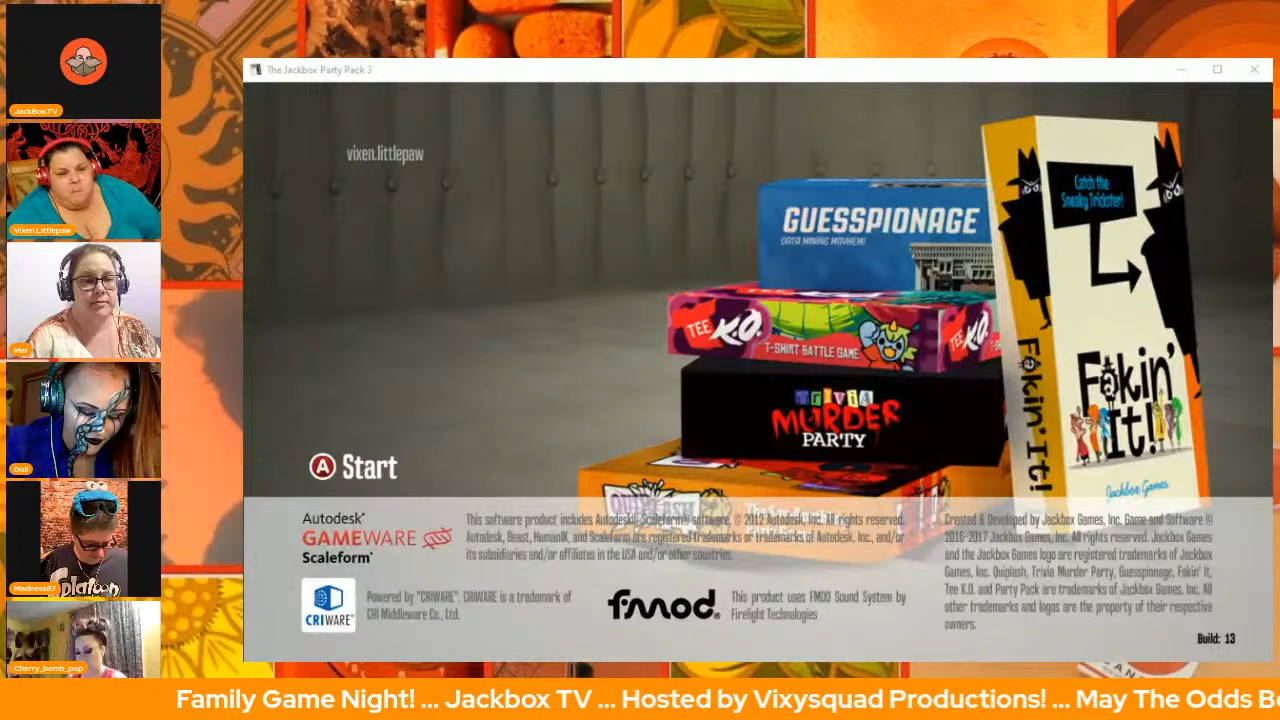 JackBox.TV
Vixen.Littlepaw
Mel
Doll
Madness87
Splatoon
Cherry_bomb_pop
The Jackbox Party Pack 3
vixen.littlepaw
GUESSPIONAGE
DATA MINING MAYHEM!
TEE K.O.
T-SHIRT BATTLE GAME
TEE K.O.
TRIVIA
MURDER
PARTY
Catch the
Sneaky Trickster!
Fakin'
It!
Fakin' It!
Jackbox Games
A Start
Autodesk®
GAMEWARE
Scaleform®
This software product includes Autodesk® Scaleform® software, © 2012 Autodesk, Inc. All rights reserved.
Autodesk, Beast, HumanIK, and Scaleform are registered trademarks or trademarks of Autodesk, Inc., and/or
its subsidiaries and/or affiliates in the USA and/or other countries.
CRIWARE™
Powered by "CRIWARE". CRIWARE is a trademark of
CRI Middleware Co., Ltd.
fmod®
This product uses FMOD Sound System by
Firelight Technologies
Created & Developed by Jackbox Games, Inc. Game and Software ©
2016-2017 Jackbox Games, Inc. All rights reserved. Jackbox Games
and the Jackbox Games logo are registered trademarks of Jackbox
Games, Inc. Quiplash, Trivia Murder Party, Guesspionage, Fakin' It,
Tee K.O. and Party Pack are trademarks of Jackbox Games, Inc. All
other trademarks and logos are the property of their respective
owners.
Build: 13
Family Game Night! ... Jackbox TV ... Hosted by Vixysquad Productions! ... May The Odds B